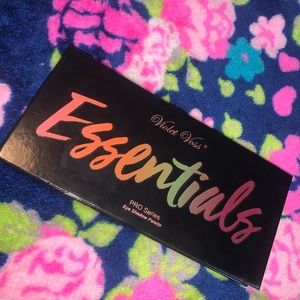 Violet Voss®
Essentials
PRO Series
Eye Shadow Palette